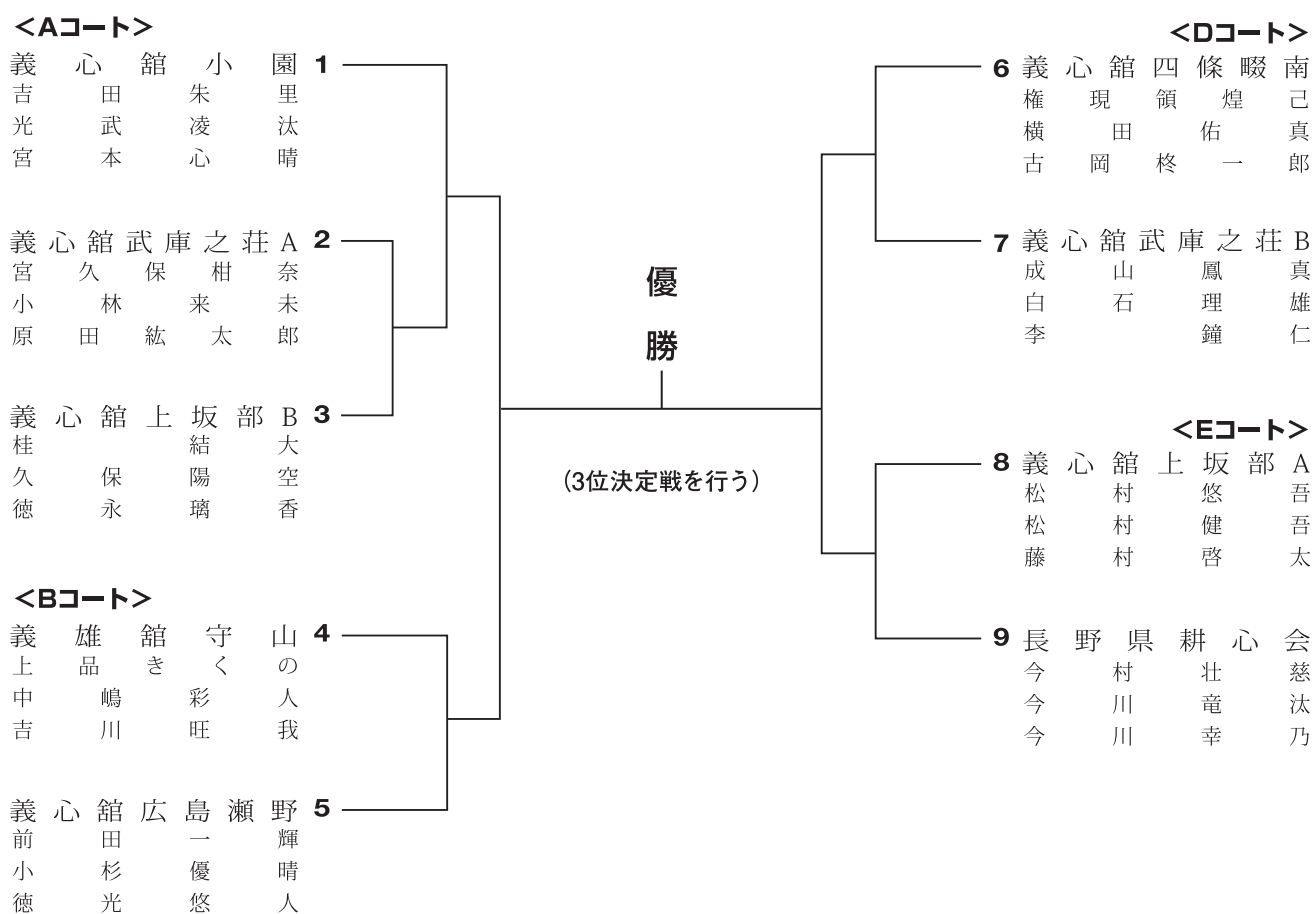 <Aコート>
義心舘小園 1
吉田朱里
光武凌汰
宮本心晴
義心舘武庫之荘A 2
宮久保柑奈
小林来未
原田紘太郎
義心舘上坂部B 3
桂結大
久保陽空
徳永璃香
<Bコート>
義雄舘守山 4
上品きくの
中嶋彩人
吉川旺我
義心舘広島瀬野 5
前田一輝
小杉優晴
徳光悠人
優
勝
(3位決定戦を行う)
<Dコート>
6 義心舘四條畷南
権現領煌己
横田佑真
古岡柊一郎
7 義心舘武庫之荘B
成山鳳真
白石理雄
李鐘仁
<Eコート>
8 義心舘上坂部A
松村悠吾
松村健吾
藤村啓太
9 長野県耕心会
今村壮慈
今川竜汰
今川幸乃